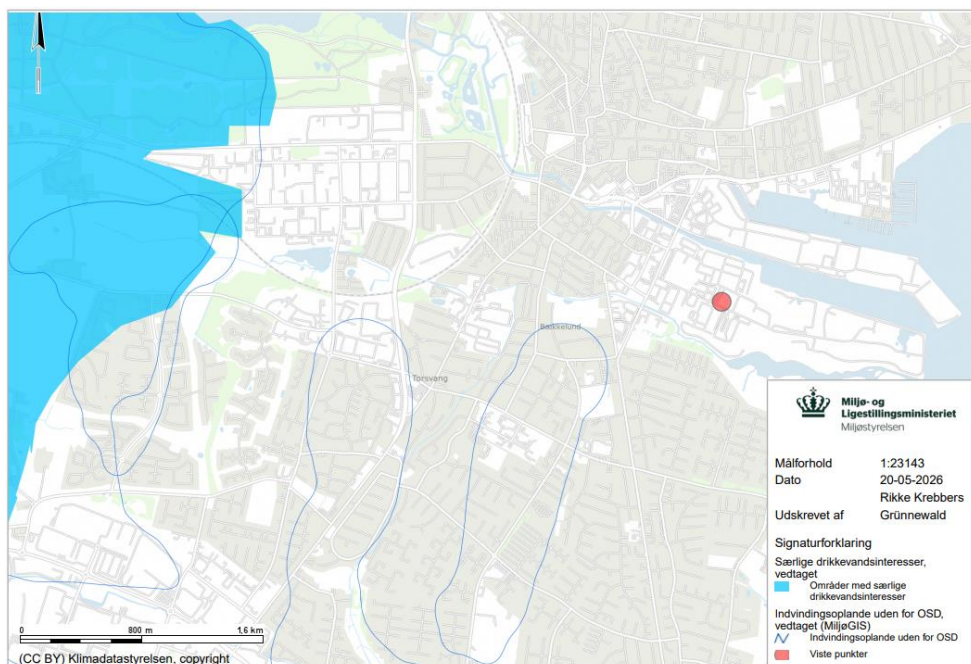 Bakkelund
Torsvang
Miljø- og
Ligestillingsministeriet
Miljøstyrelsen
Målforhold 1:23143
Dato 20-05-2026
Rikke Krebbers
Udskrevet af Grünnewald
Signaturforklaring
Særlige drikkevandsinteresser,
vedtaget
Områder med særlige
drikkevandsinteresser
Indvindingsoplande uden for OSD,
vedtaget (MiljøGIS)
Indvindingsoplande uden for OSD
Viste punkter
0 800 m 1,6 km
(CC BY) Klimadatastyrelsen, copyright